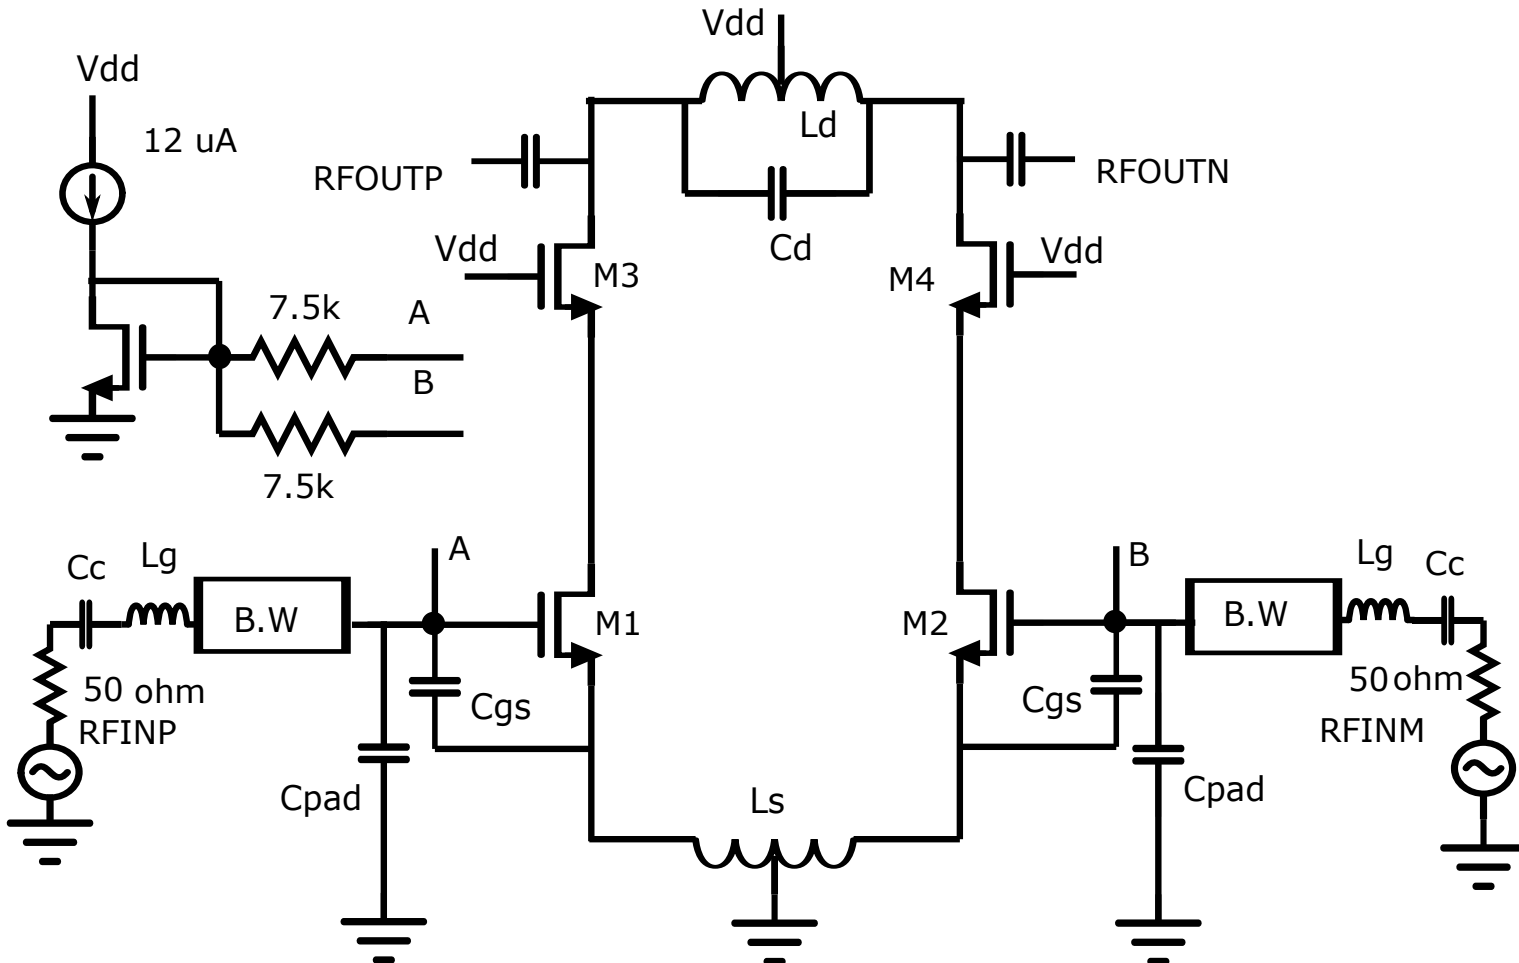 Vdd
Vdd
12 uA
Ld
RFOUTP
RFOUTN
Cd
Vdd
M3
M4
Vdd
7.5k
A
B
7.5k
Cc
Lg
B.W
A
M1
M2
B
B.W
Lg
Cc
50 ohm
RFINP
Cgs
Cgs
50 ohm
RFINM
Cpad
Ls
Cpad